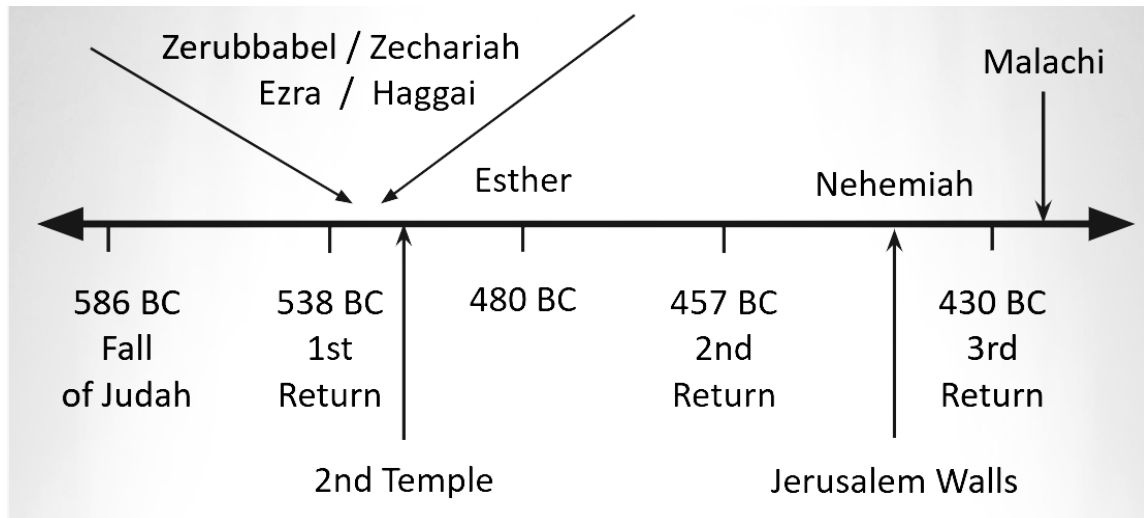 Zerubbabel / Zechariah
Ezra / Haggai
Malachi
Esther
Nehemiah
586 BC
Fall
of Judah
538 BC
1st
Return
480 BC
457 BC
2nd
Return
430 BC
3rd
Return
2nd Temple
Jerusalem Walls